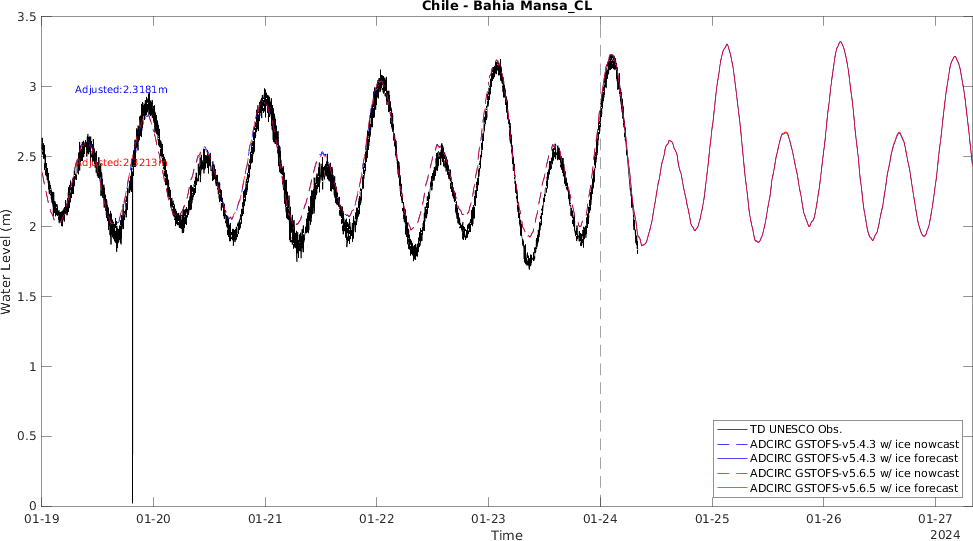 Chile - Bahia Mansa_CL
3.5
3
2.5
2
1.5
1
0.5
0
Water Level (m)
Adjusted:2.3181m
Adjusted:2.3213m
TD UNESCO Obs.
ADCIRC GSTOFS-v5.4.3 w/ ice nowcast
ADCIRC GSTOFS-v5.4.3 w/ ice forecast
ADCIRC GSTOFS-v5.6.5 w/ ice nowcast
ADCIRC GSTOFS-v5.6.5 w/ ice forecast
01-19 01-20 01-21 01-22 01-23 01-24 01-25 01-26 01-27
Time
2024